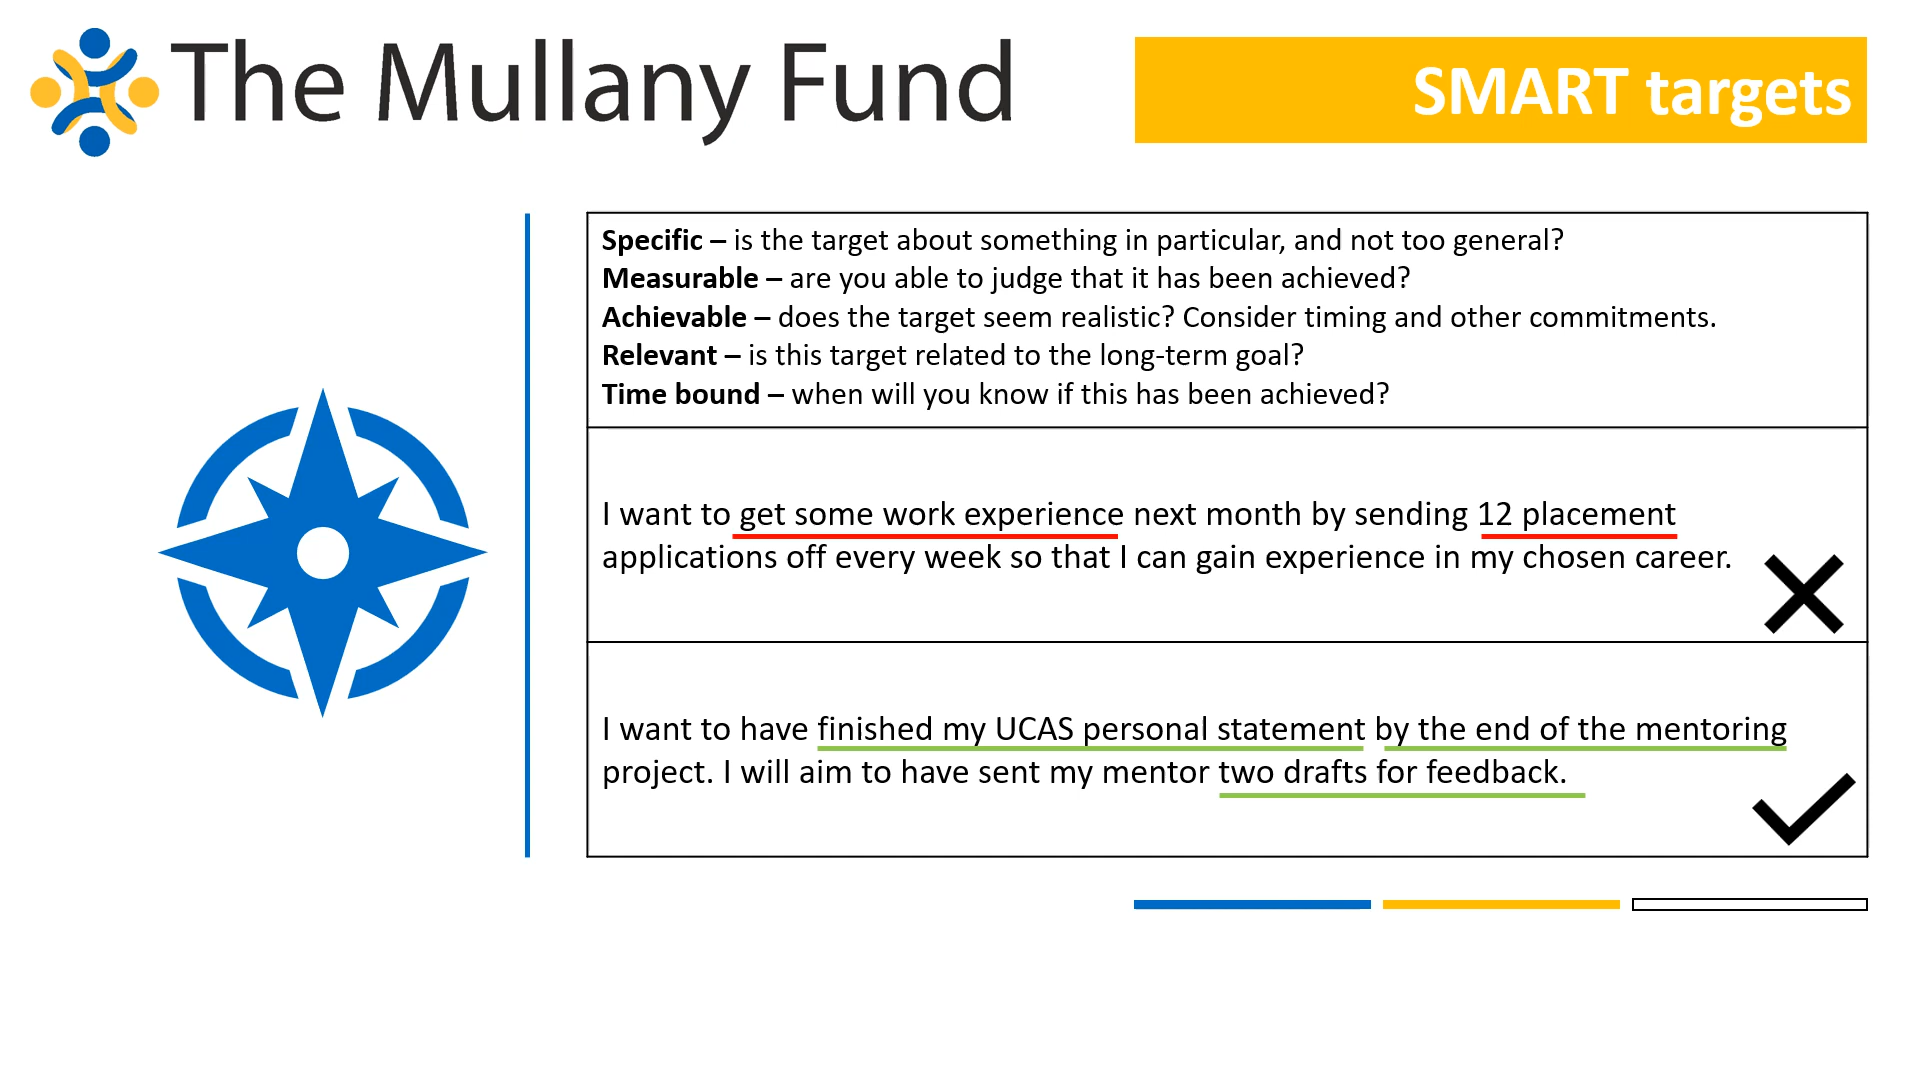 The Mullany Fund
SMART targets
Specific – is the target about something in particular, and not too general?
Measurable – are you able to judge that it has been achieved?
Achievable – does the target seem realistic? Consider timing and other commitments.
Relevant – is this target related to the long-term goal?
Time bound – when will you know if this has been achieved?
I want to get some work experience next month by sending 12 placement
applications off every week so that I can gain experience in my chosen career.
I want to have finished my UCAS personal statement by the end of the mentoring
project. I will aim to have sent my mentor two drafts for feedback.